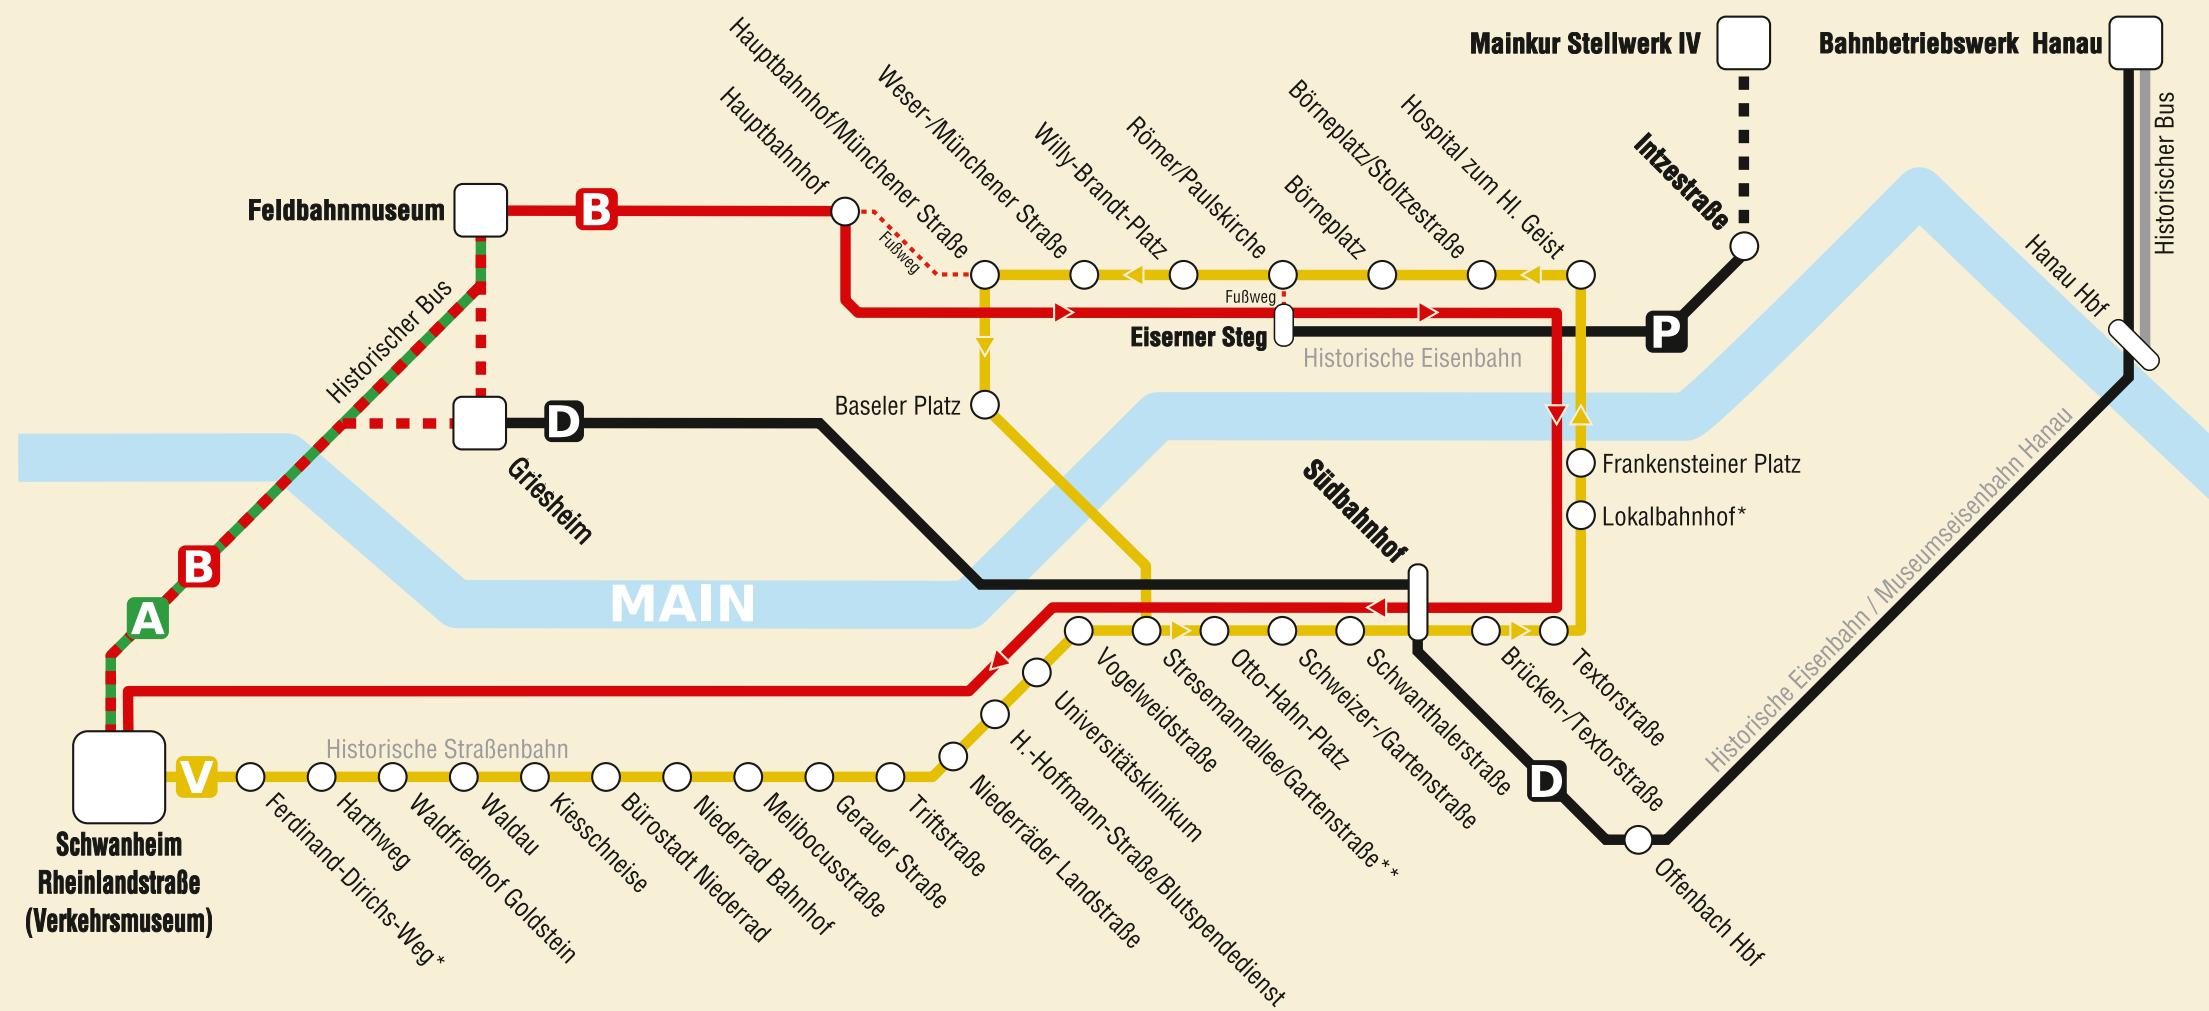 Mainkur Stellwerk IV
Bahnbetriebswerk Hanau
Hauptbahnhof/Münchener Straße
Hauptbahnhof
Weser-/Münchener Straße
Willy-Brandt-Platz
Römer/Paulskirche
Börneplatz
Börneplatz/Stoltzestraße
Hospital zum Hl. Geist
Intzestraße
Historischer Bus
Hanau Hbf
Feldbahnmuseum
B
Fußweg
Fußweg
Eiserner Steg
P
Historische Eisenbahn
Historischer Bus
Baseler Platz
D
Griesheim
Frankensteiner Platz
Lokalbahnhof*
Südbahnhof
B
A
MAIN
Historische Eisenbahn / Museumseisenbahn Hanau
Vogelweidstraße
Stresemannallee/Gartenstraße**
Otto-Hahn-Platz
Schweizer-/Gartenstraße
Schwanthalerstraße
Brücken-/Textorstraße
Textorstraße
Universitätsklinikum
H.-Hoffmann-Straße/Blutspendedienst
Niederräder Landstraße
D
Offenbach Hbf
Historische Straßenbahn
V
Ferdinand-Dirichs-Weg*
Harthweg
Waldfriedhof Goldstein
Waldau
Kiesschneise
Bürostadt Niederrad
Niederrad Bahnhof
Melibocusstraße
Gerauer Straße
Triftstraße
Schwanheim
Rheinlandstraße
(Verkehrsmuseum)